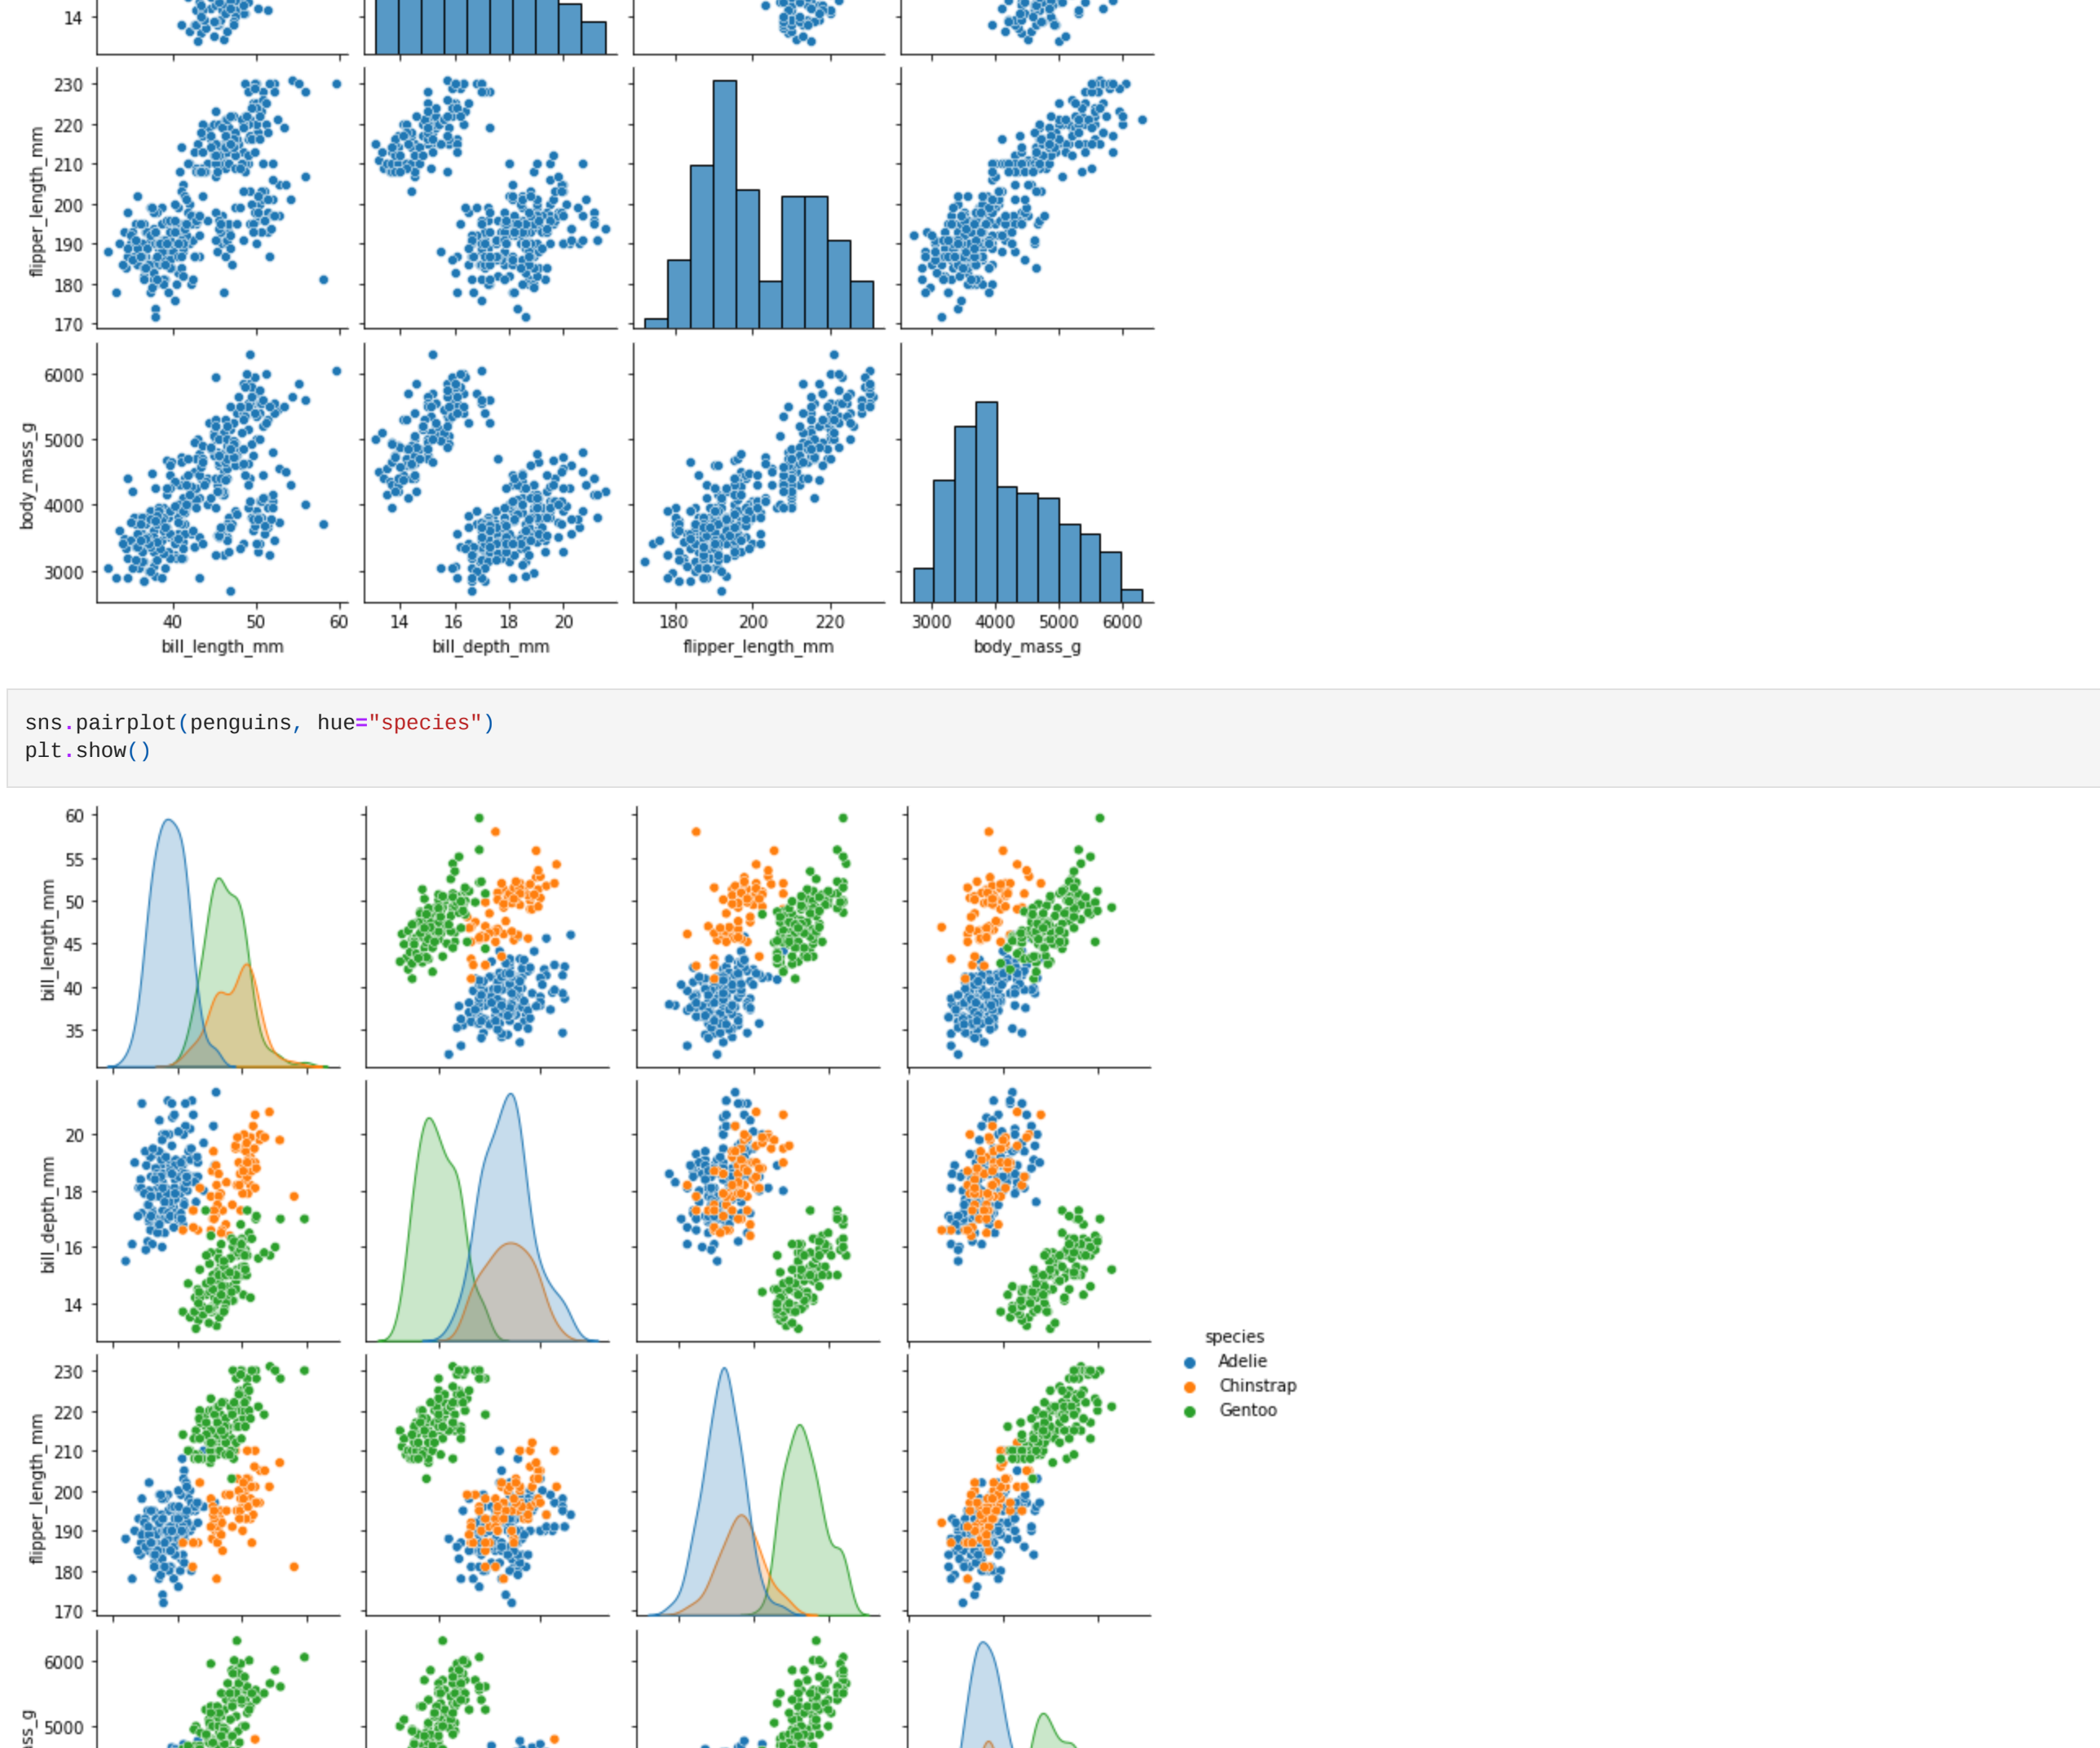 14
230
220
210
200
190
180
170
flipper_length_mm
6000
5000
4000
3000
body_mass_g
40 50 60 14 16 18 20 180 200 220 3000 4000 5000 6000
bill_length_mm bill_depth_mm flipper_length_mm body_mass_g
sns.pairplot(penguins, hue="species")
plt.show()
60
55
50
45
40
35
bill_length_mm
20
18
16
14
bill_depth_mm
species
Adelie
Chinstrap
Gentoo
230
220
210
200
190
180
170
flipper_length_mm
6000
5000
ss_g